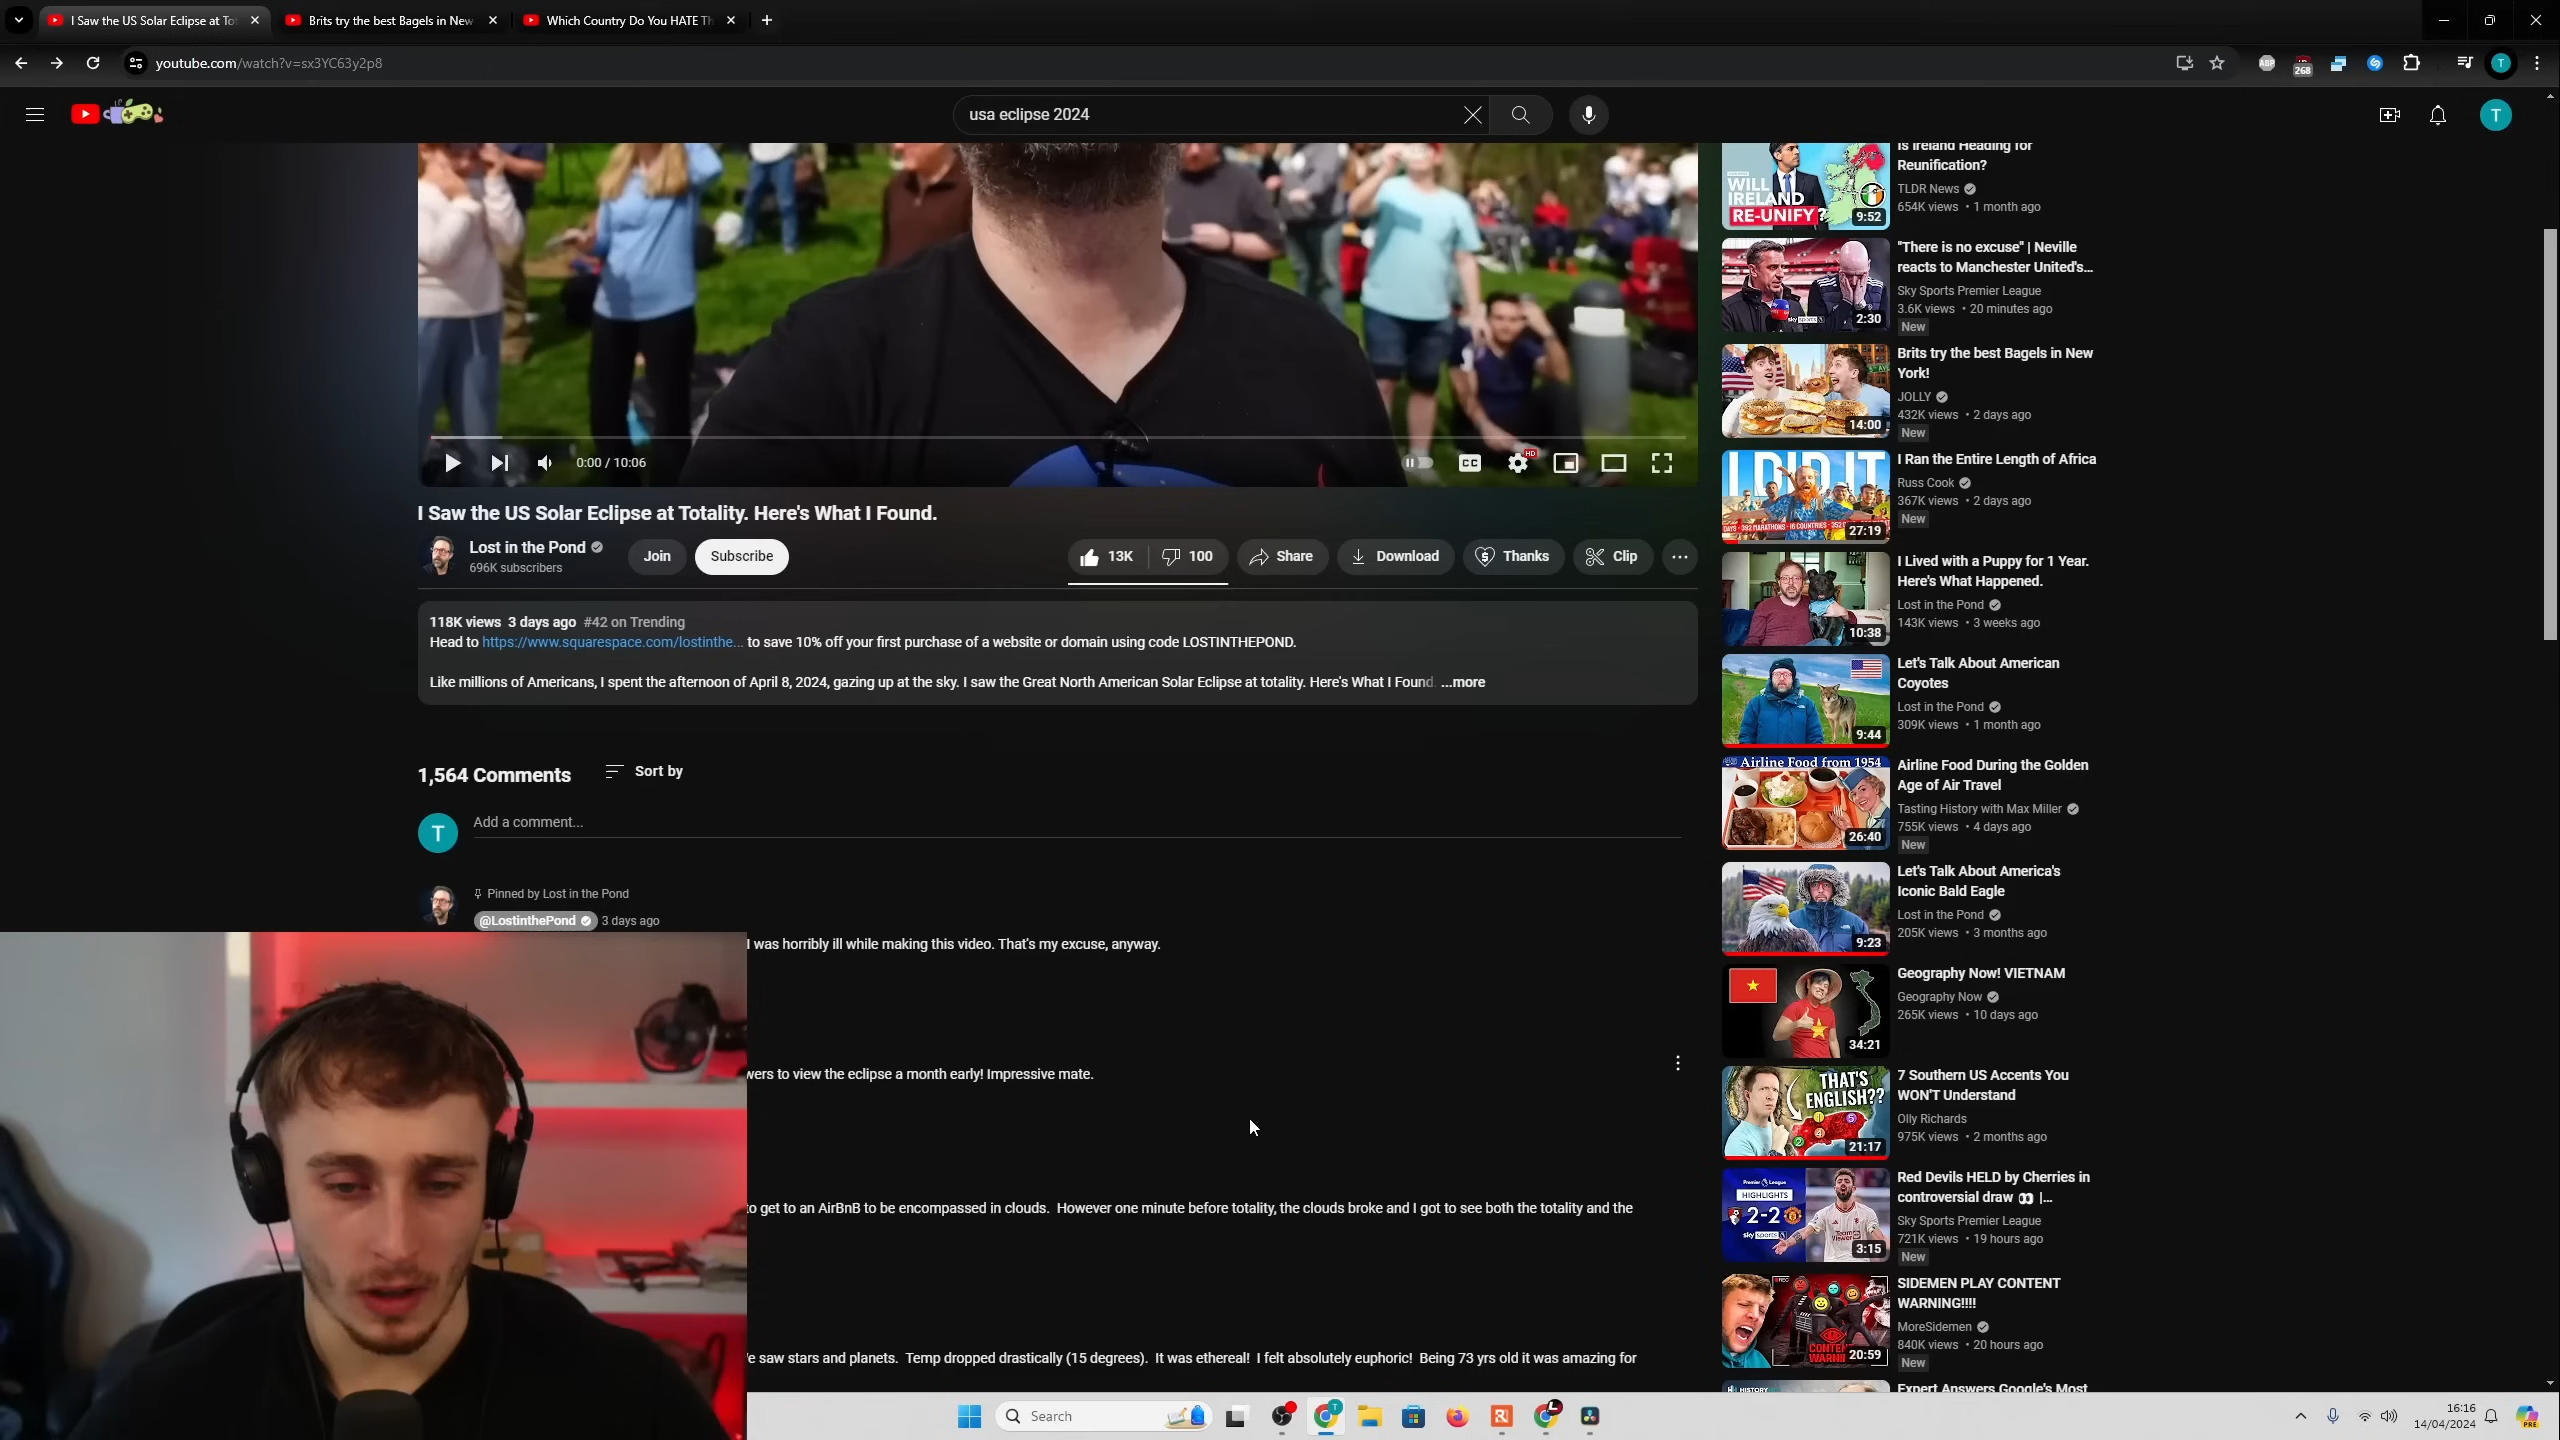 I Saw the US Solar Eclipse at To
Brits try the best Bagels in New
Which Country Do You HATE Th
youtube.com/watch?v=sx3YC63y2p8
ABP
268
T
usa eclipse 2024
T
0:00 / 10:06
CC
HD
I Saw the US Solar Eclipse at Totality. Here's What I Found.
Lost in the Pond
696K subscribers
Join
Subscribe
13K
100
Share
Download
Thanks
Clip
118K views 3 days ago #42 on Trending
Head to https://www.squarespace.com/lostinthe... to save 10% off your first purchase of a website or domain using code LOSTINTHEPOND.
Like millions of Americans, I spent the afternoon of April 8, 2024, gazing up at the sky. I saw the Great North American Solar Eclipse at totality. Here's What I Found. ...more
1,564 Comments
Sort by
T
Add a comment...
Pinned by Lost in the Pond
@LostinthePond 3 days ago
I was horribly ill while making this video. That's my excuse, anyway.
wers to view the eclipse a month early! Impressive mate.
to get to an AirBnB to be encompassed in clouds. However one minute before totality, the clouds broke and I got to see both the totality and the
e saw stars and planets. Temp dropped drastically (15 degrees). It was ethereal! I felt absolutely euphoric! Being 73 yrs old it was amazing for
WILL
IRELAND
RE-UNIFY?
9:52
Is Ireland Heading for
Reunification?
TLDR News
654K views • 1 month ago
2:30
"There is no excuse" | Neville
reacts to Manchester United's...
Sky Sports Premier League
3.6K views • 20 minutes ago
New
14:00
Brits try the best Bagels in New
York!
JOLLY
432K views • 2 days ago
New
I DID IT
27:19
I Ran the Entire Length of Africa
Russ Cook
367K views • 2 days ago
New
10:38
I Lived with a Puppy for 1 Year.
Here's What Happened.
Lost in the Pond
143K views • 3 weeks ago
9:44
Let's Talk About American
Coyotes
Lost in the Pond
309K views • 1 month ago
Airline Food from 1954
26:40
Airline Food During the Golden
Age of Air Travel
Tasting History with Max Miller
755K views • 4 days ago
New
9:23
Let's Talk About America's
Iconic Bald Eagle
Lost in the Pond
205K views • 3 months ago
34:21
Geography Now! VIETNAM
Geography Now
265K views • 10 days ago
THAT'S
ENGLISH??
21:17
7 Southern US Accents You
WON'T Understand
Olly Richards
975K views • 2 months ago
Premier League
HIGHLIGHTS
2-2
sky sports
3:15
Red Devils HELD by Cherries in
controversial draw 👀 |...
Sky Sports Premier League
721K views • 19 hours ago
New
20:59
SIDEMEN PLAY CONTENT
WARNING!!!!
MoreSidemen
840K views • 20 hours ago
New
HISTORY
Expert Answers Google's Most
Search
16:16
14/04/2024
PRE